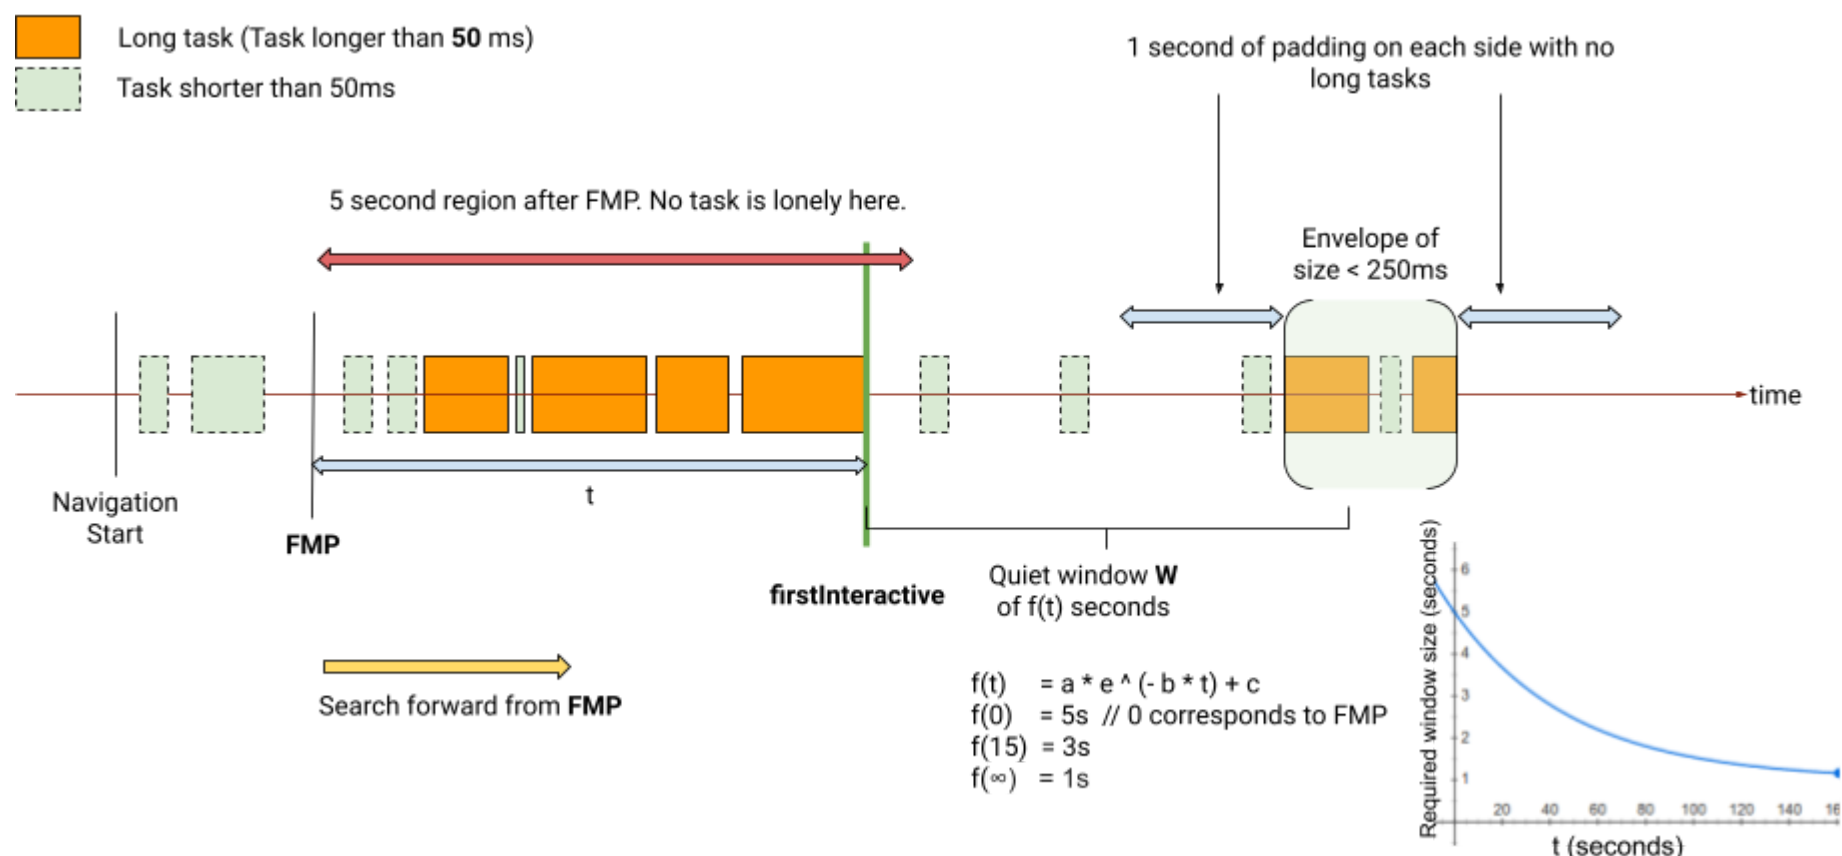 Long task (Task longer than 50 ms)
Task shorter than 50ms
1 second of padding on each side with no
long tasks
5 second region after FMP. No task is lonely here.
Envelope of
size < 250ms
time
Navigation
Start
FMP
t
firstInteractive
Quiet window W
of f(t) seconds
Search forward from FMP
f(t) = a * e ^ (- b * t) + c
f(0) = 5s // 0 corresponds to FMP
f(15) = 3s
f(∞) = 1s
Required window size (seconds)
6
5
4
3
2
1
20 40 60 80 100 120 140 16
t (seconds)